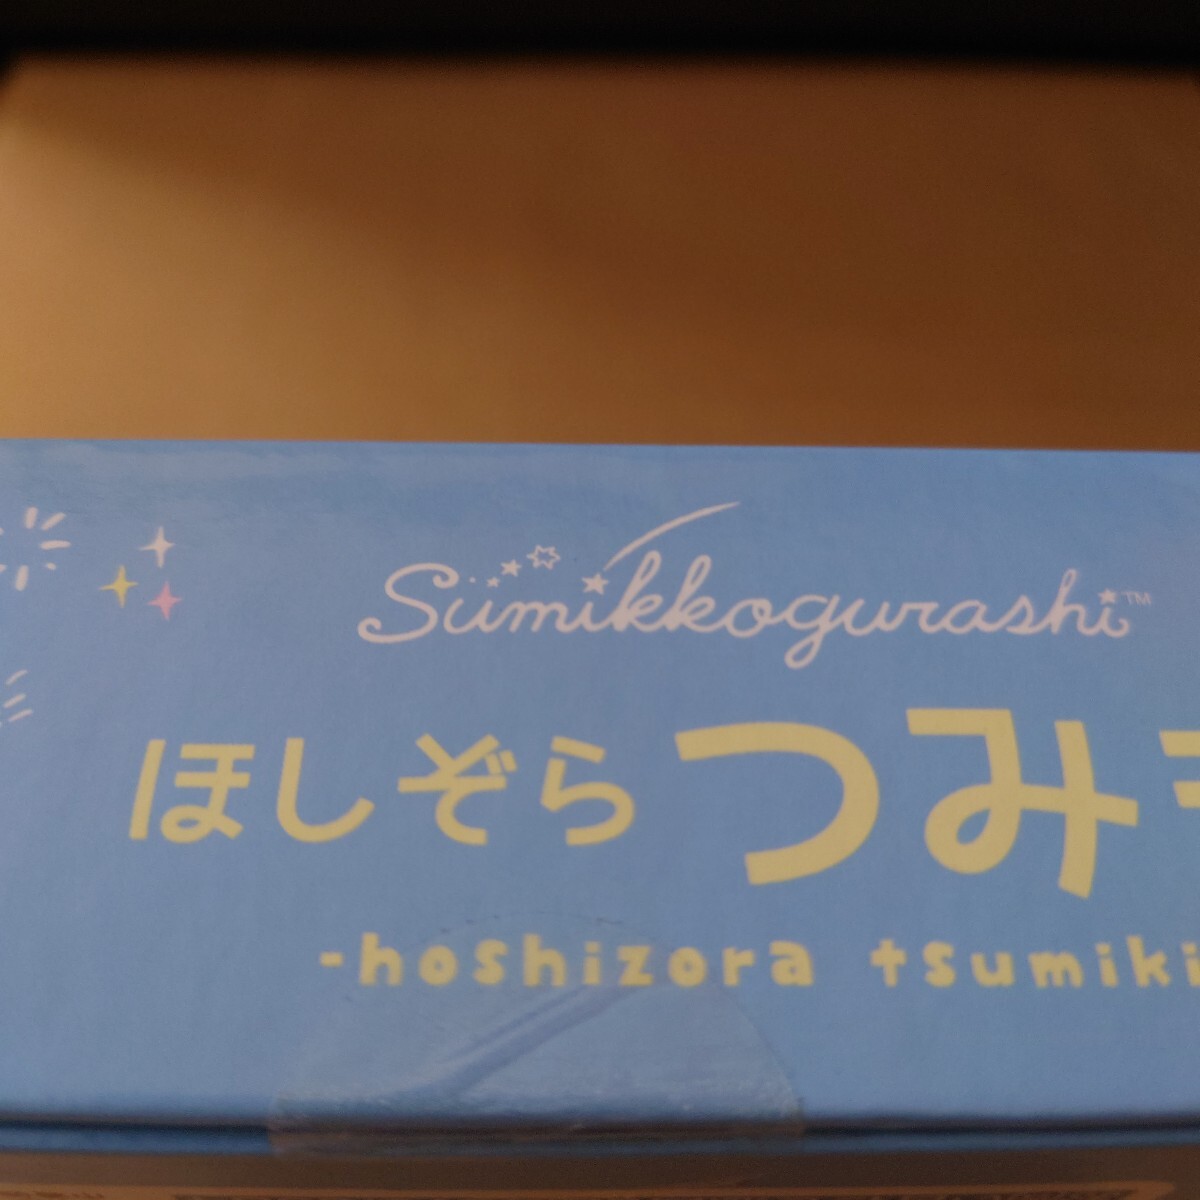 Sumikkogurashi™
ほしぞらつみ
-hoshizora tsumiki